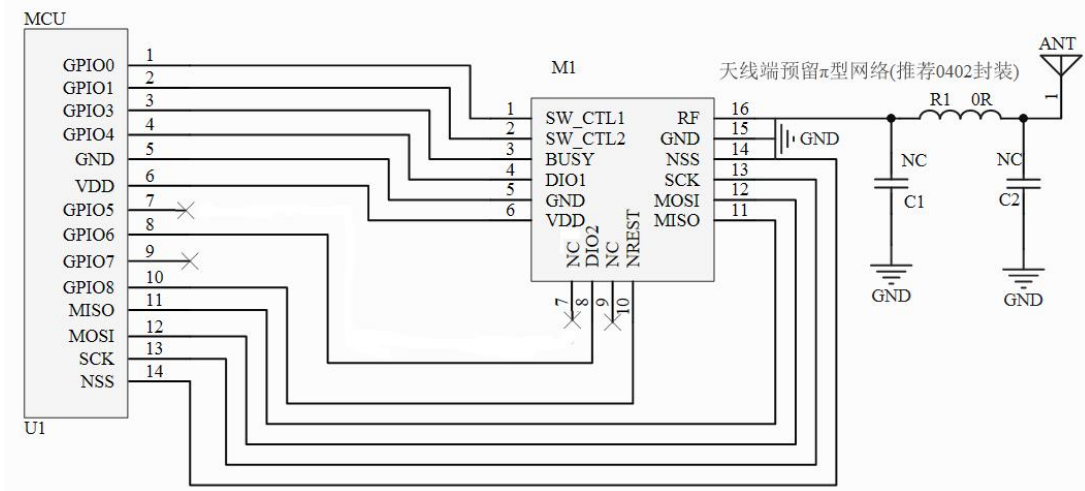 MCU
GPIO0 1
GPIO1 2
GPIO3 3
GPIO4 4
GND 5
VDD 6
GPIO5 7
GPIO6 8
GPIO7 9
GPIO8 10
MISO 11
MOSI 12
SCK 13
NSS 14
U1
M1
1 SW_CTL1
2 SW_CTL2
3 BUSY
4 DIO1
5 GND
6 VDD
NC 7
DIO2 8
NC 9
NREST 10
RF 16
GND 15
NSS 14
SCK 13
MOSI 12
MISO 11
GND
天线端预留π型网络(推荐0402封装)
ANT
1
R1 0R
NC
C1
GND
NC
C2
GND